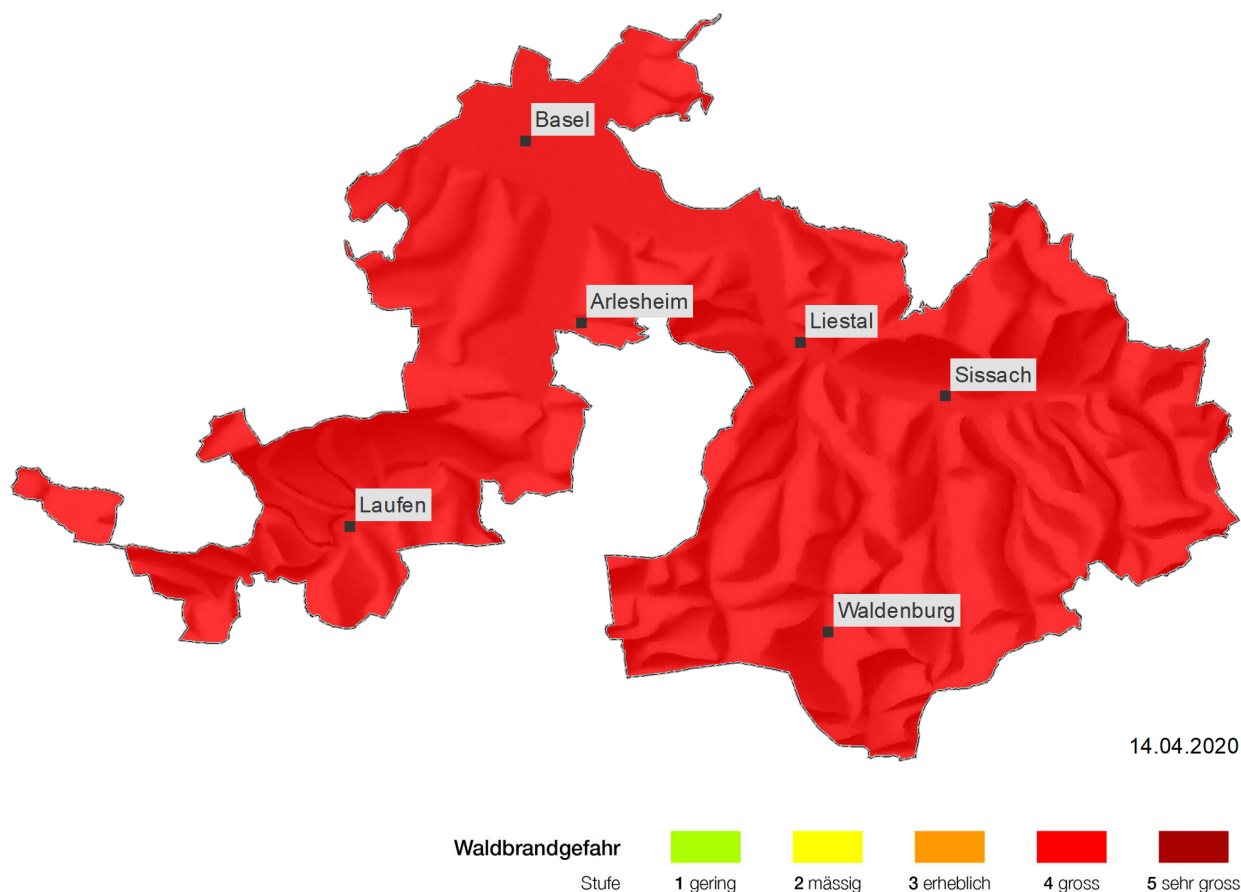 Basel
Arlesheim
Liestal
Sissach
Laufen
Waldenburg
14.04.2020
Waldbrandgefahr
Stufe 1 gering 2 mässig 3 erheblich 4 gross 5 sehr gross